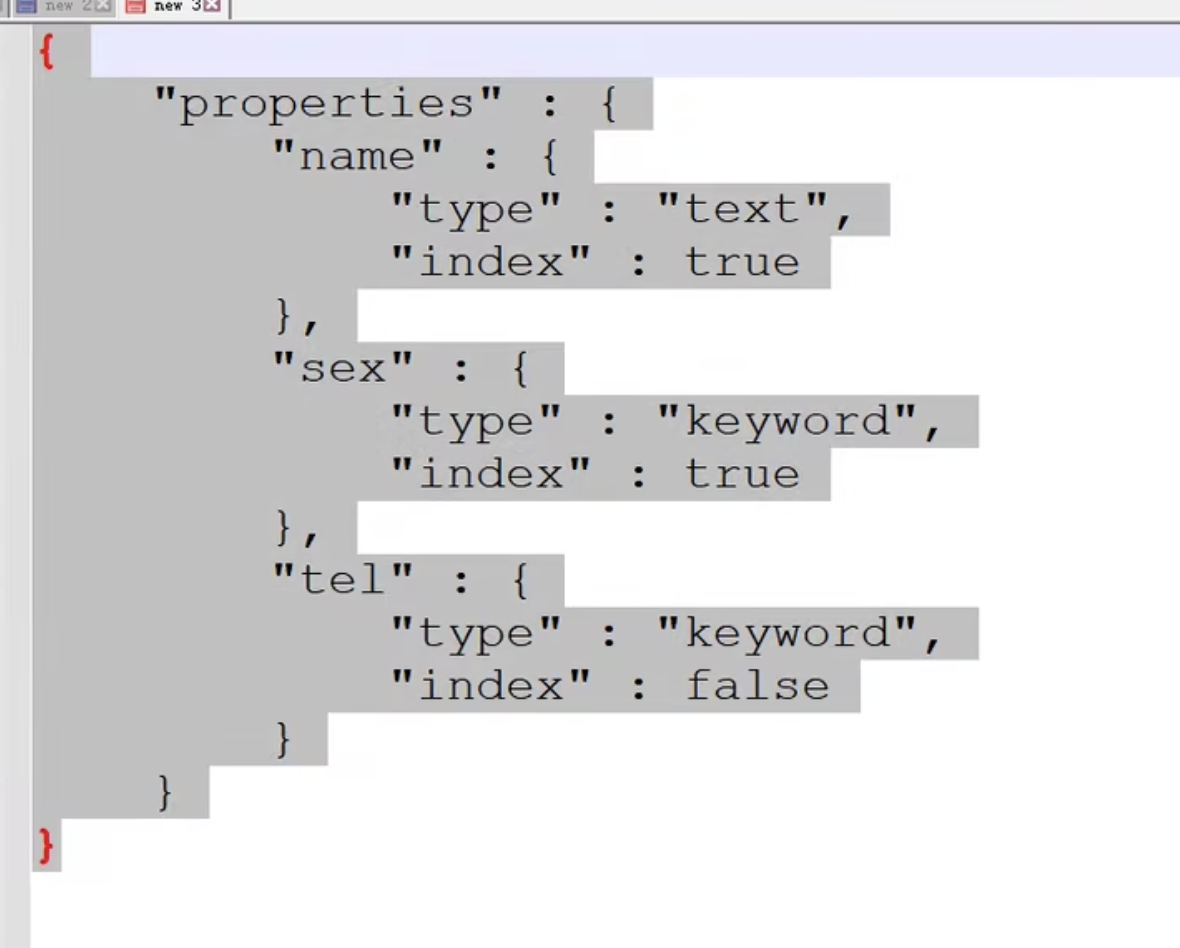 new 2 new 3
{
    "properties" : {
        "name" : {
            "type" : "text",
            "index" : true
        },
        "sex" : {
            "type" : "keyword",
            "index" : true
        },
        "tel" : {
            "type" : "keyword",
            "index" : false
        }
    }
}